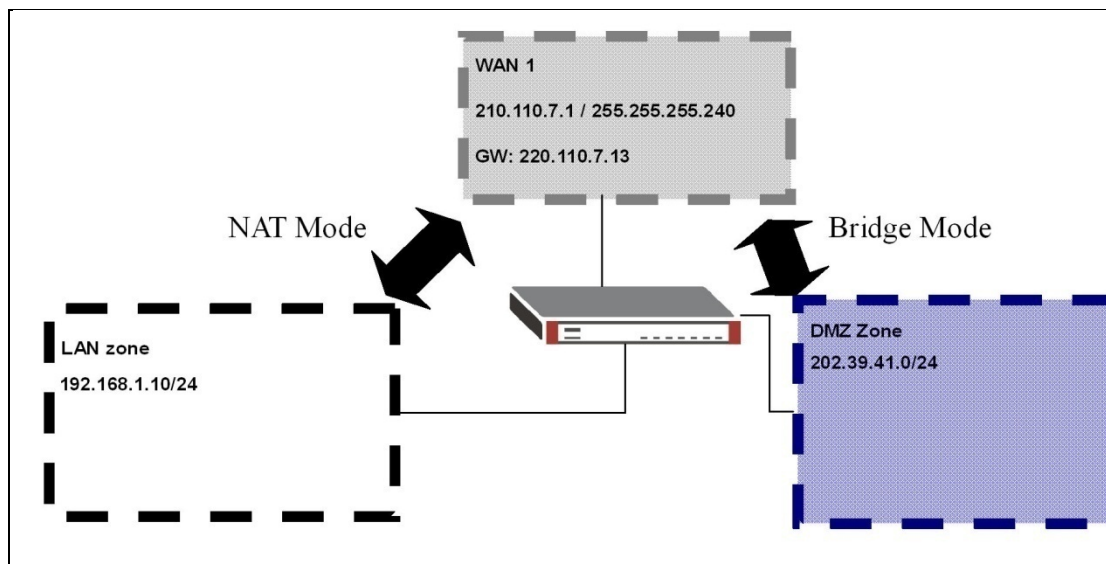 WAN 1
210.110.7.1 / 255.255.255.240
GW: 220.110.7.13
NAT Mode
Bridge Mode
LAN zone
192.168.1.10/24
DMZ Zone
202.39.41.0/24